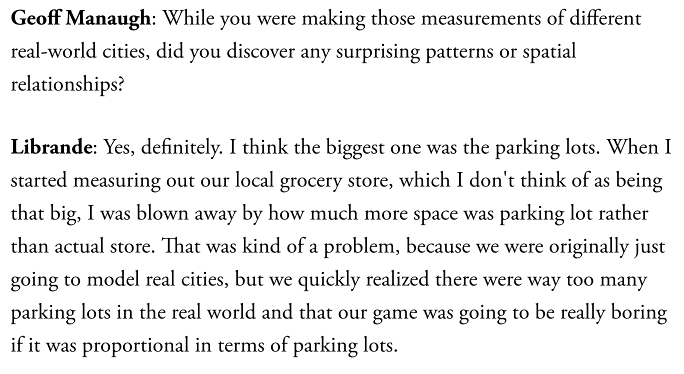 Geoff Manaugh: While you were making those measurements of different
real-world cities, did you discover any surprising patterns or spatial
relationships?
Librande: Yes, definitely. I think the biggest one was the parking lots. When I
started measuring out our local grocery store, which I don't think of as being
that big, I was blown away by how much more space was parking lot rather
than actual store. That was kind of a problem, because we were originally just
going to model real cities, but we quickly realized there were way too many
parking lots in the real world and that our game was going to be really boring
if it was proportional in terms of parking lots.